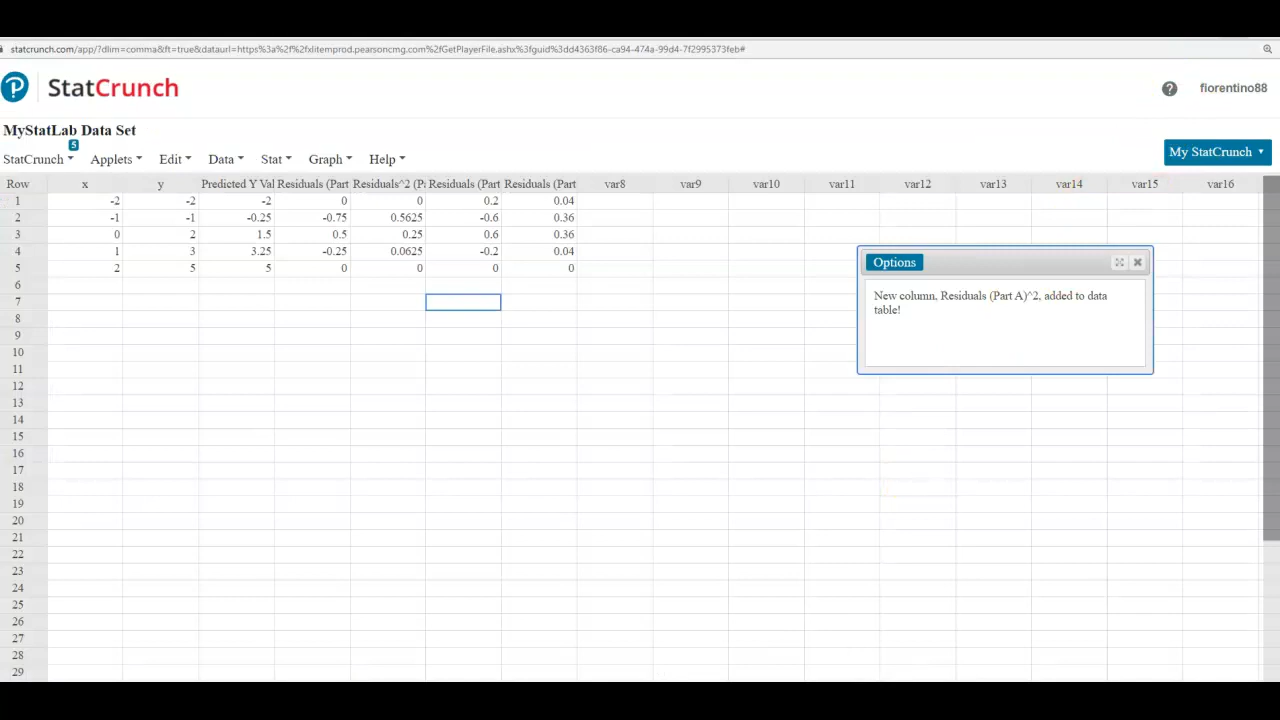 statcrunch.com/app/?dlim=comma&ft=true&dataurl=https%3a%2f%2fxlitemprod.pearsoncmg.com%2fGetPlayerFile.ashx%3fguid%3dd4363f86-ca94-474a-99d4-7f2995373feb#
P StatCrunch ? fiorentino88
MyStatLab Data Set
5
StatCrunch Applets Edit Data Stat Graph Help My StatCrunch
Row x y Predicted Y Val Residuals (Part Residuals^2 (P Residuals (Part Residuals (Part var8 var9 var10 var11 var12 var13 var14 var15 var16
1 -2 -2 -2 0 0 0.2 0.04
2 -1 -1 -0.25 -0.75 0.5625 -0.6 0.36
3 0 2 1.5 0.5 0.25 0.6 0.36
4 1 3 3.25 -0.25 0.0625 -0.2 0.04
5 2 5 5 0 0 0 0
6
7
8
9
10
11
12
13
14
15
16
17
18
19
20
21
22
23
24
25
26
27
28
29
Options
New column, Residuals (Part A)^2, added to data
table!